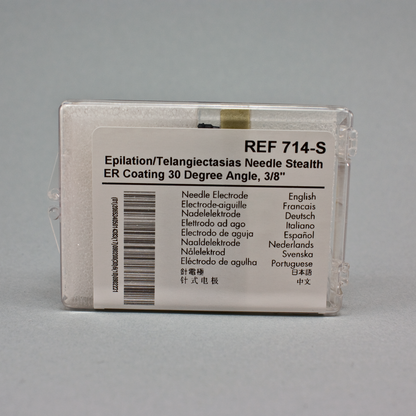 REF 714-S
Epilation/Telangiectasias Needle Stealth
ER Coating 30 Degree Angle, 3/8"
Needle Electrode English
Electrode-aiguille Francais
Nadelelektrode Deutsch
Elettrodo ad ago Italiano
Electrodo de aguja Español
Naaldelektrode Nederlands
Nålelektrod Svenska
Eléctrodo de agulha Portuguese
計電極 日本語
针式电极 中文